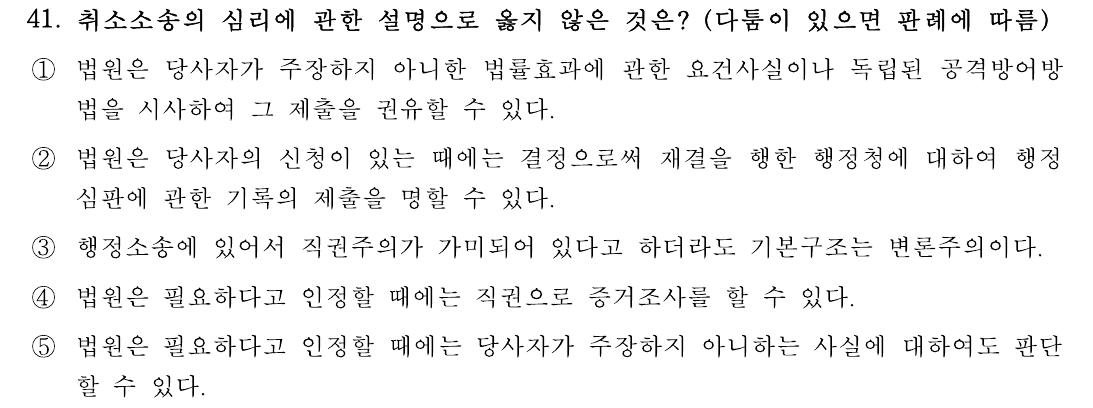 41. 취소소송의 심리에 관한 설명으로 옳지 않은 것은? (다툼이 있으면 판례에 따름)
① 법원은 당사자가 주장하지 아니한 법률효과에 관한 요건사실이나 독립된 공격방어방
법을 시사하여 그 제출을 권유할 수 있다.
② 법원은 당사자의 신청이 있는 때에는 결정으로써 재결을 행한 행정청에 대하여 행정
심판에 관한 기록의 제출을 명할 수 있다.
③ 행정소송에 있어서 직권주의가 가미되어 있다고 하더라도 기본구조는 변론주의이다.
④ 법원은 필요하다고 인정할 때에는 직권으로 증거조사를 할 수 있다.
⑤ 법원은 필요하다고 인정할 때에는 당사자가 주장하지 아니하는 사실에 대하여도 판단
할 수 있다.